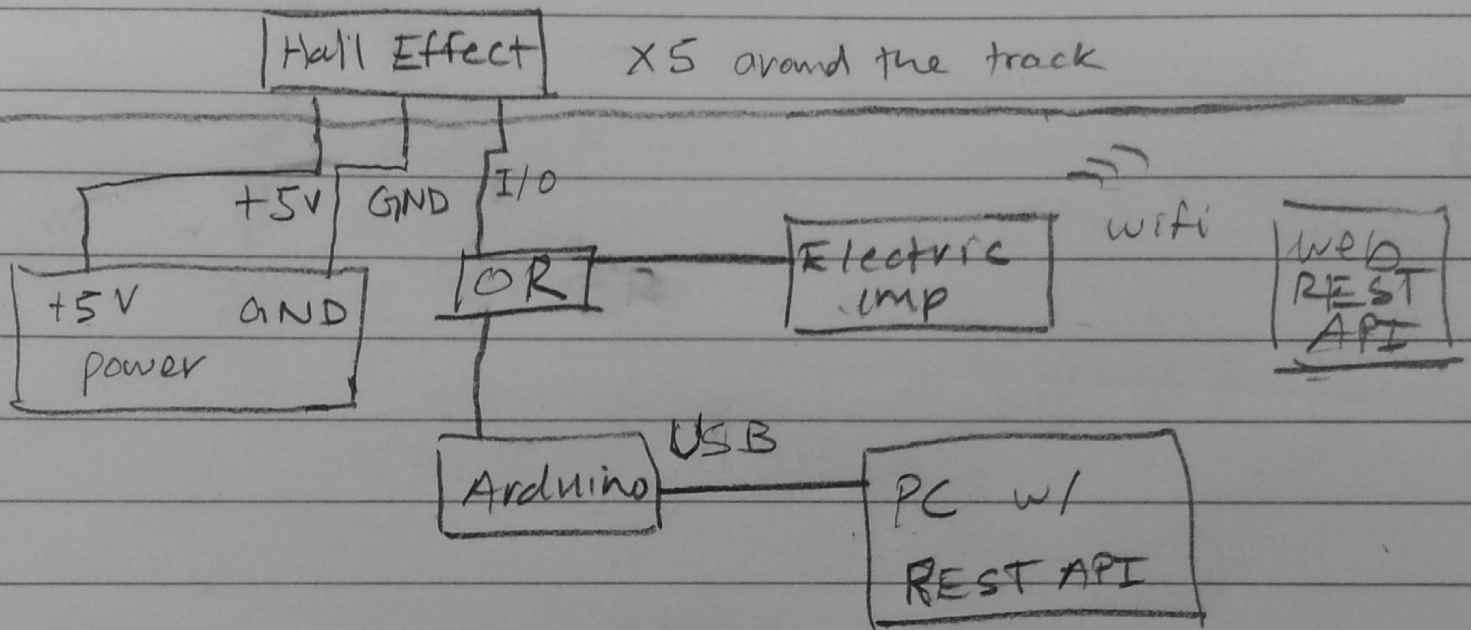 Hall Effect
X5 around the track
+5V
GND
I/O
+5V
GND
power
OR
Electric
imp
wifi
web
REST
API
Arduino
USB
PC w/
REST API